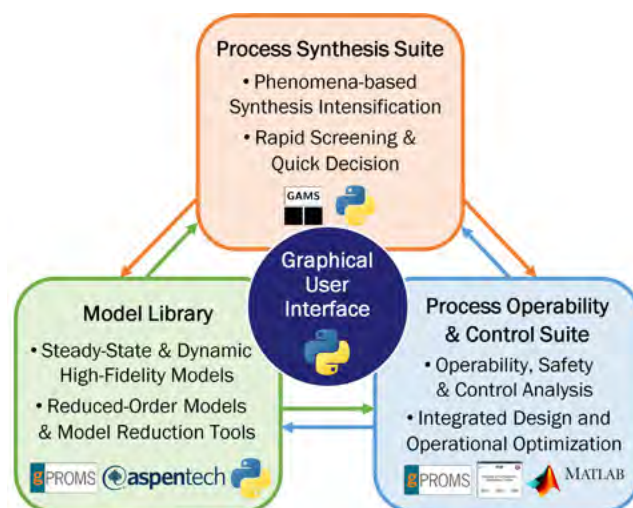 Process Synthesis Suite
• Phenomena-based
Synthesis Intensification
• Rapid Screening &
Quick Decision
GAMS
Graphical
User
Interface
Model Library
• Steady-State & Dynamic
High-Fidelity Models
• Reduced-Order Models
& Model Reduction Tools
gPROMS
aspentech
Process Operability
& Control Suite
• Operability, Safety
& Control Analysis
• Integrated Design and
Operational Optimization
gPROMS
MATLAB